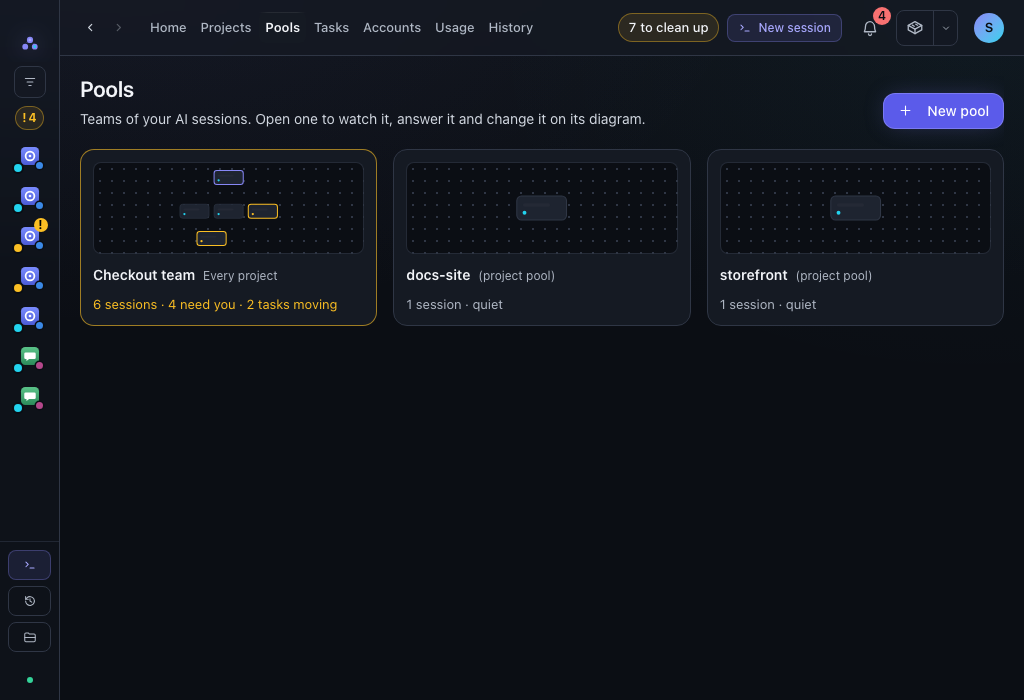 Home Projects Pools Tasks Accounts Usage History
7 to clean up
New session
4
S
! 4
!
Pools
Teams of your AI sessions. Open one to watch it, answer it and change it on its diagram.
+ New pool
Checkout team Every project
6 sessions · 4 need you · 2 tasks moving
docs-site (project pool)
1 session · quiet
storefront (project pool)
1 session · quiet